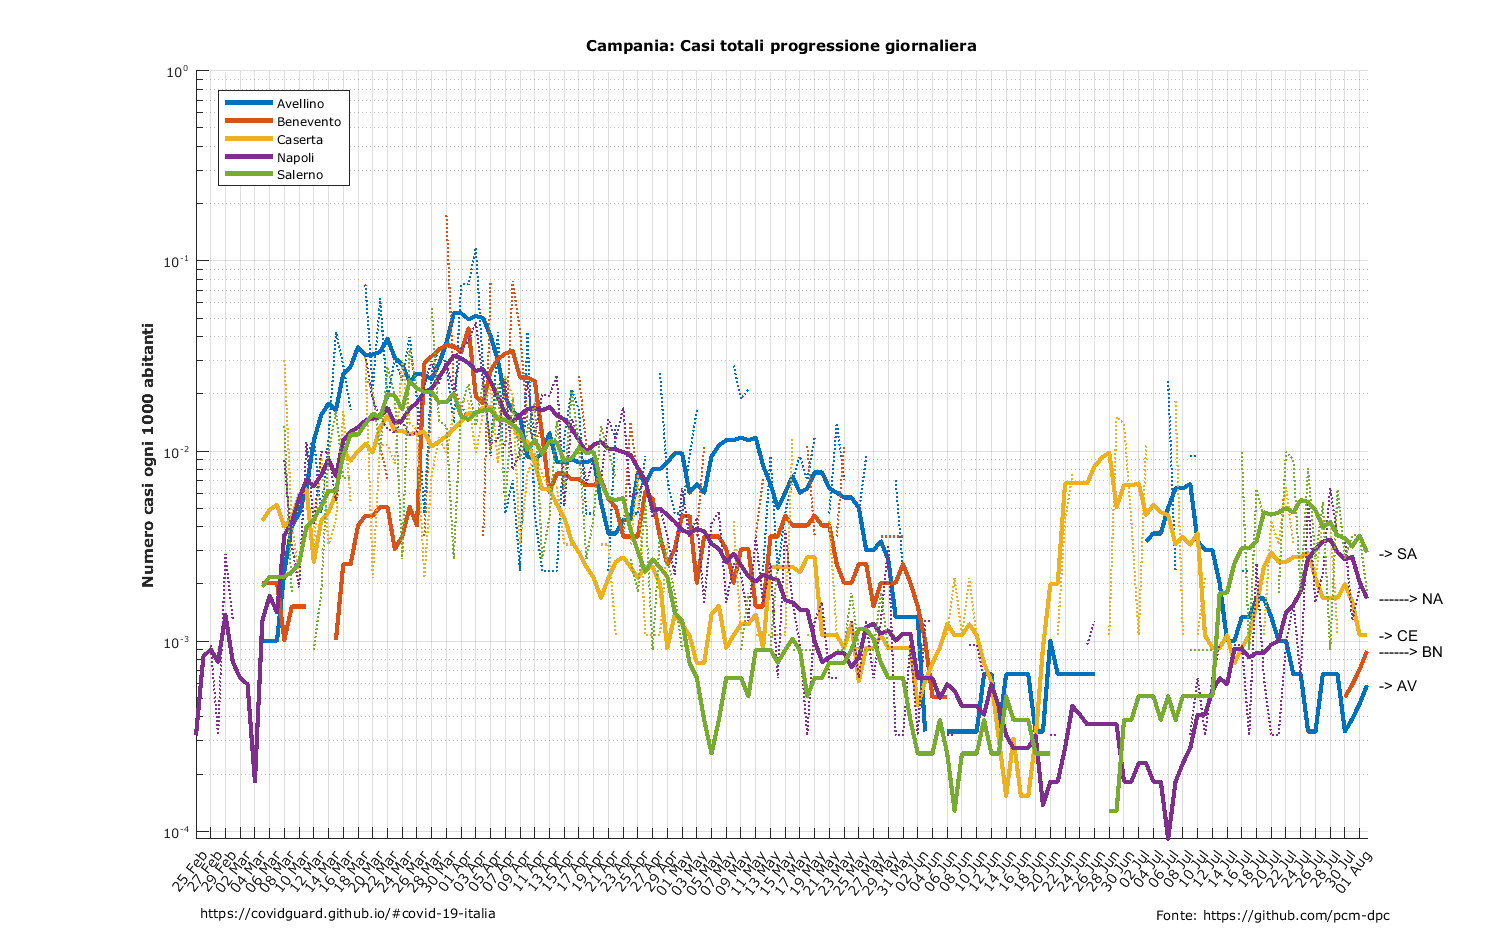 Campania: Casi totali progressione giornaliera
Numero casi ogni 1000 abitanti
10^0
10^-1
10^-2
10^-3
10^-4
Avellino
Benevento
Caserta
Napoli
Salerno
-> SA
------> NA
-> CE
------> BN
-> AV
25 Feb
27 Feb
29 Feb
02 Mar
04 Mar
06 Mar
08 Mar
10 Mar
12 Mar
14 Mar
16 Mar
18 Mar
20 Mar
22 Mar
24 Mar
26 Mar
28 Mar
30 Mar
01 Apr
03 Apr
05 Apr
07 Apr
09 Apr
11 Apr
13 Apr
15 Apr
17 Apr
19 Apr
21 Apr
23 Apr
25 Apr
27 Apr
29 Apr
01 May
03 May
05 May
07 May
09 May
11 May
13 May
15 May
17 May
19 May
21 May
23 May
25 May
27 May
29 May
31 May
02 Jun
04 Jun
06 Jun
08 Jun
10 Jun
12 Jun
14 Jun
16 Jun
18 Jun
20 Jun
22 Jun
24 Jun
26 Jun
28 Jun
30 Jun
02 Jul
04 Jul
06 Jul
08 Jul
10 Jul
12 Jul
14 Jul
16 Jul
18 Jul
20 Jul
22 Jul
24 Jul
26 Jul
28 Jul
30 Jul
01 Aug
https://covidguard.github.io/#covid-19-italia
Fonte: https://github.com/pcm-dpc